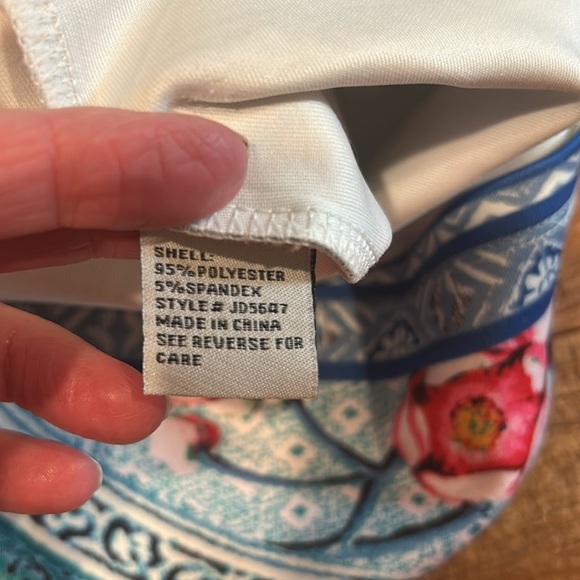 SHELL:
95%POLYESTER
5%SPANDEX
STYLE# JD5647
MADE IN CHINA
SEE REVERSE FOR
CARE